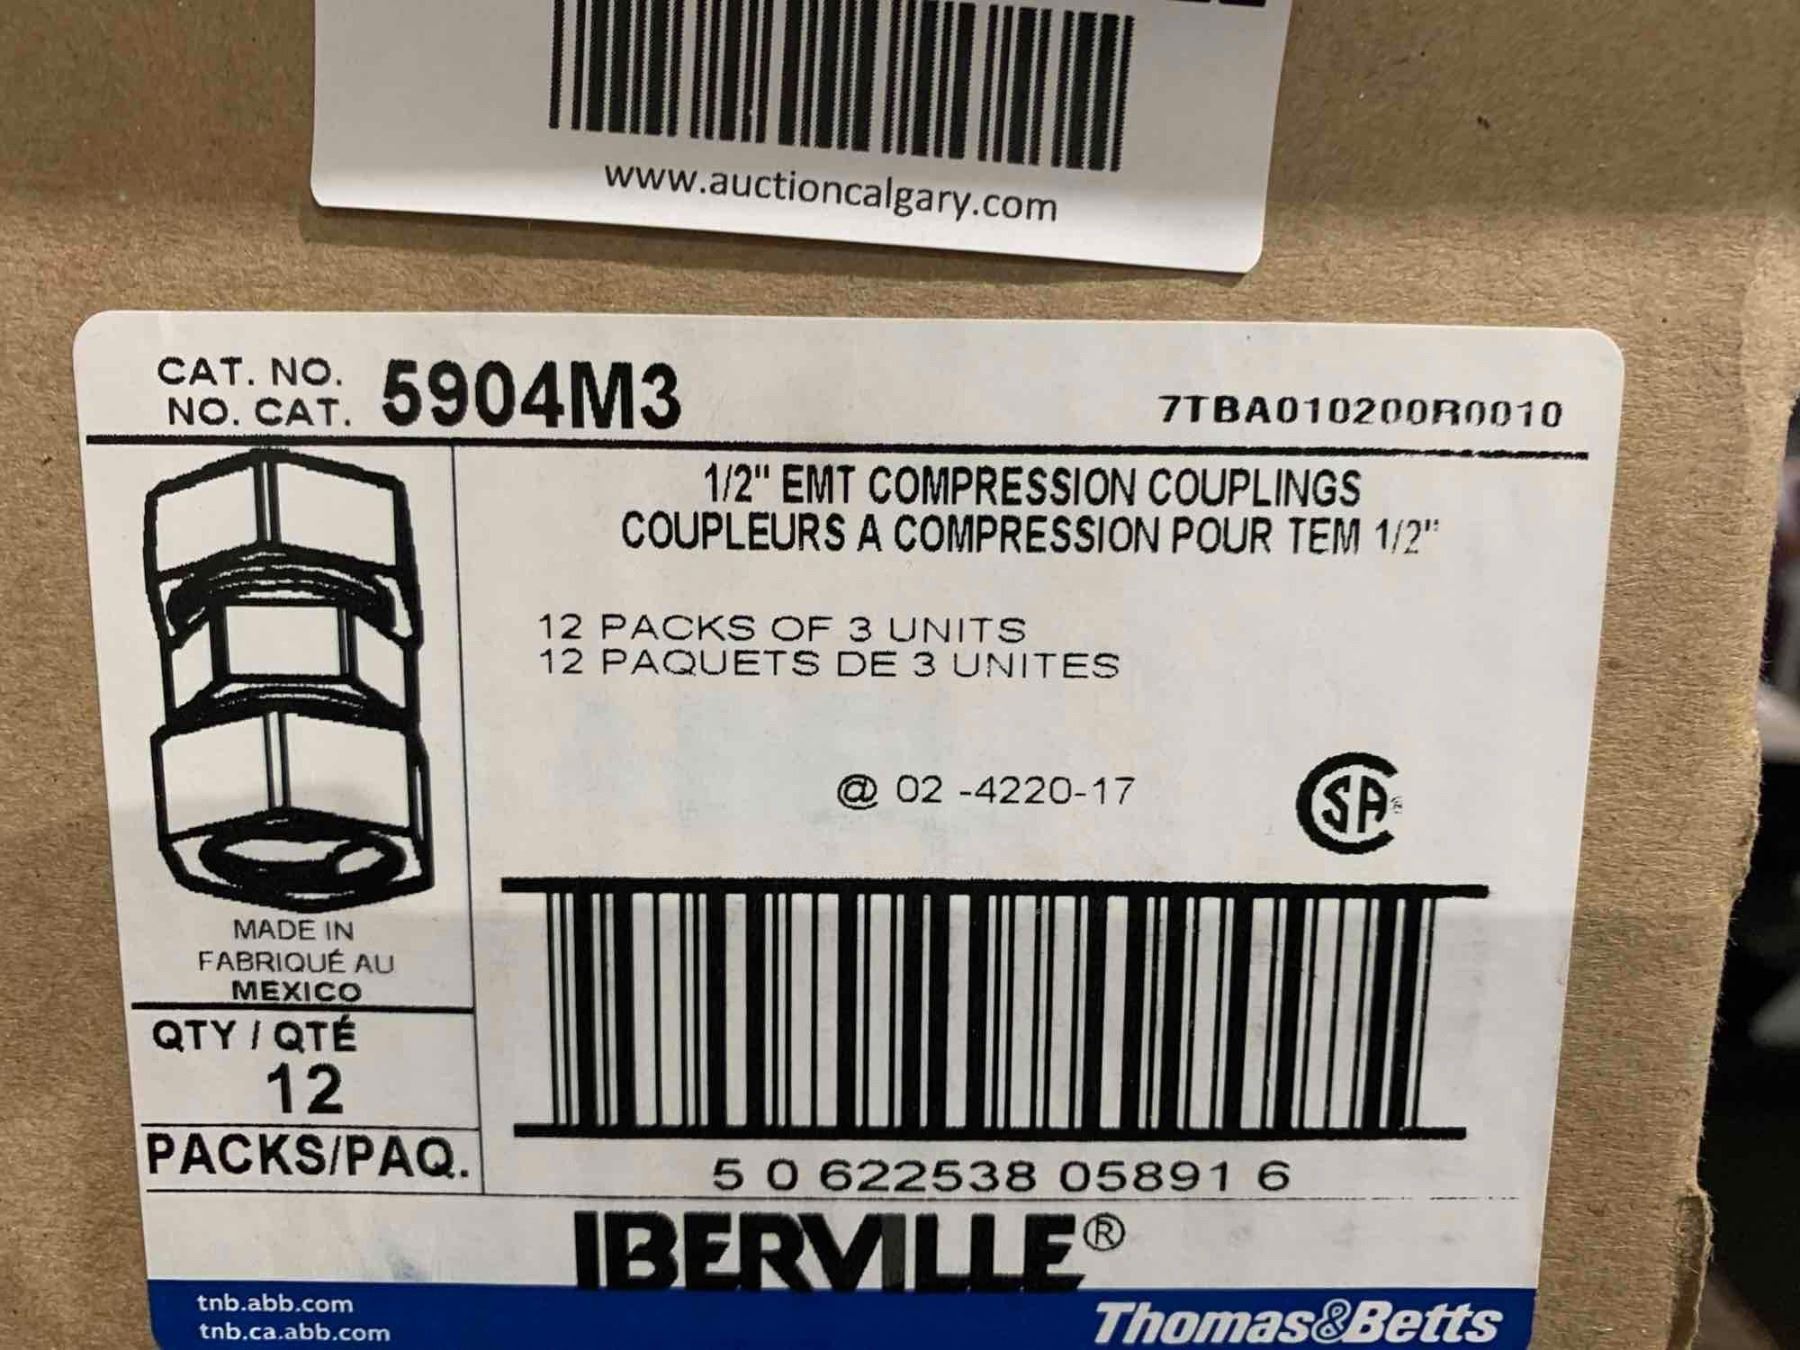 www.auctioncalgary.com
CAT. NO.
NO. CAT.
5904M3
7TBA010200R0010
1/2" EMT COMPRESSION COUPLINGS
COUPLEURS A COMPRESSION POUR TEM 1/2"
12 PACKS OF 3 UNITS
12 PAQUETS DE 3 UNITES
@ 02 -4220-17
CSA
MADE IN
FABRIQUÉ AU
MEXICO
QTY / QTÉ
12
PACKS/PAQ.
5 0 622538 05891 6
IBERVILLE®
tnb.abb.com
tnb.ca.abb.com
Thomas&Betts